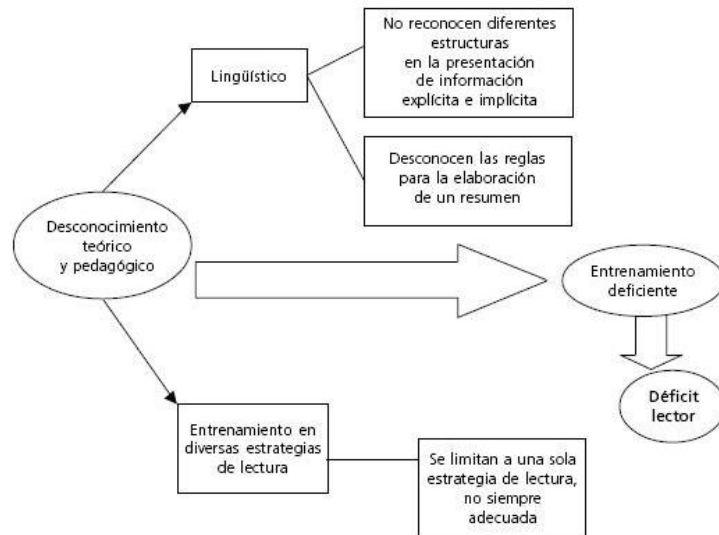 No reconocen diferentes
estructuras
en la presentación
de información
explícita e implícita
Lingüístico
Desconocen las reglas
para la elaboración
de un resumen
Desconocimiento
teórico
y pedagógico
Entrenamiento
deficiente
Déficit
lector
Entrenamiento en
diversas estrategias
de lectura
Se limitan a una sola
estrategia de lectura,
no siempre
adecuada